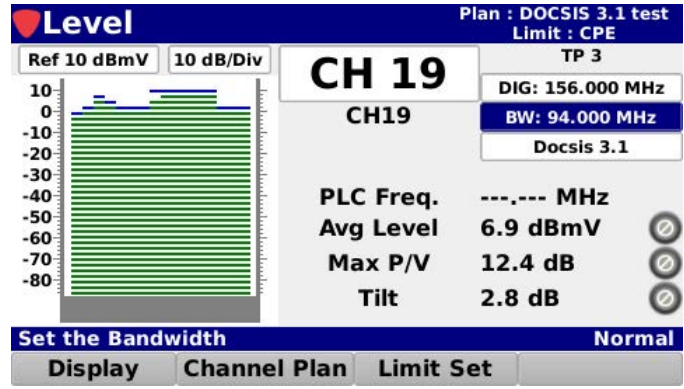 Level
Plan : DOCSIS 3.1 test
Limit : CPE
Ref 10 dBmV
10 dB/Div
CH 19
TP 3
DIG: 156.000 MHz
CH19
BW: 94.000 MHz
Docsis 3.1
10
0
-10
-20
-30
-40
-50
-60
-70
-80
PLC Freq. ---.--- MHz
Avg Level 6.9 dBmV
Max P/V 12.4 dB
Tilt 2.8 dB
Set the Bandwidth
Normal
Display
Channel Plan
Limit Set